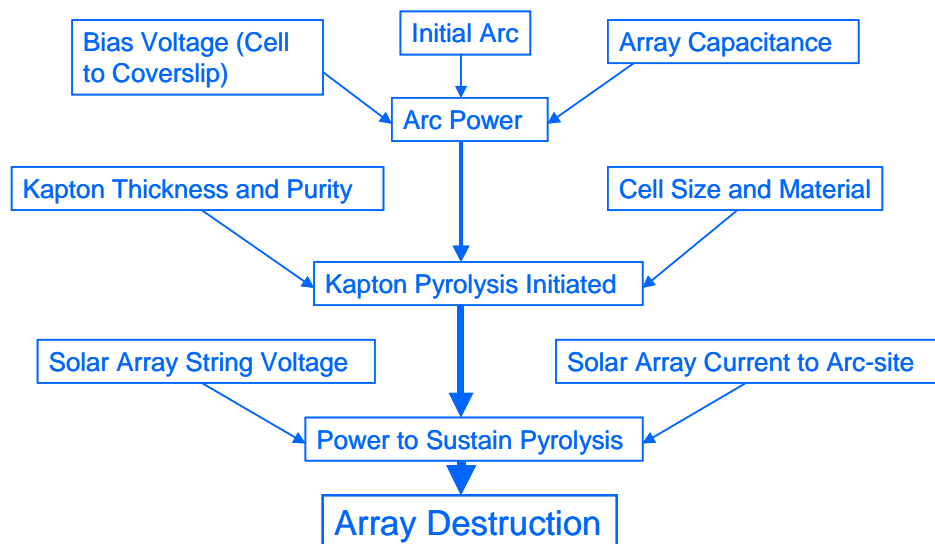 Bias Voltage (Cell
to Coverslip)
Initial Arc
Array Capacitance
Arc Power
Kapton Thickness and Purity
Cell Size and Material
Kapton Pyrolysis Initiated
Solar Array String Voltage
Solar Array Current to Arc-site
Power to Sustain Pyrolysis
Array Destruction